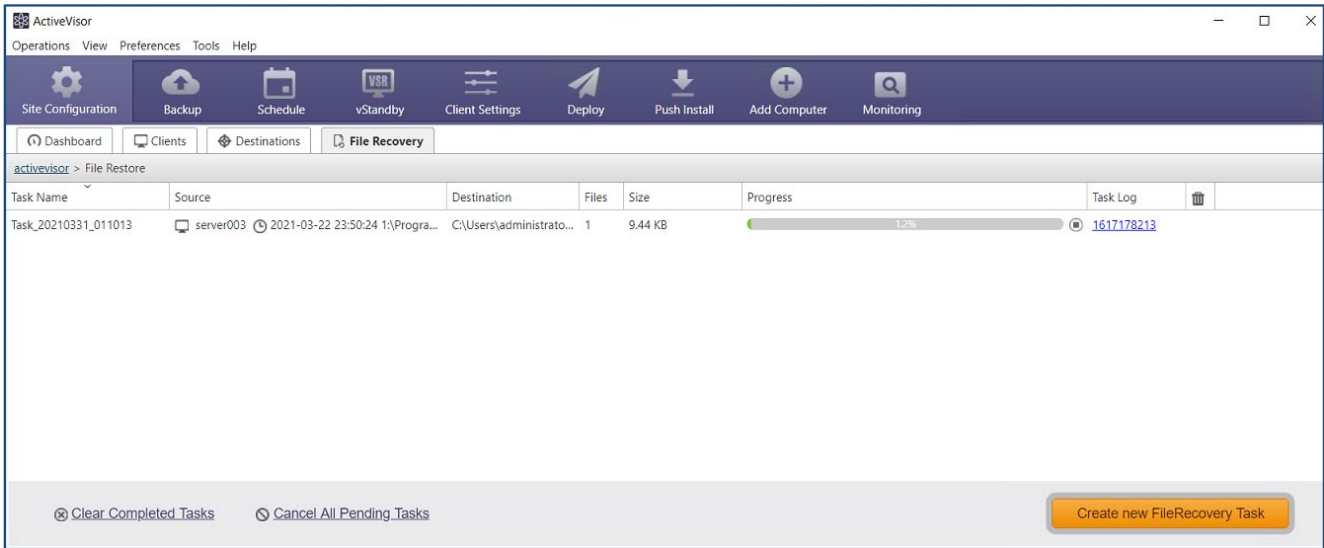 ActiveVisor
Operations View Preferences Tools Help
VSR
Site Configuration Backup Schedule vStandby Client Settings Deploy Push Install Add Computer Monitoring
Dashboard Clients Destinations File Recovery
activevisor > File Restore
Task Name Source Destination Files Size Progress Task Log
Task_20210331_011013 server003 2021-03-22 23:50:24 1:\Progra... C:\Users\administrato... 1 9.44 KB 1.2% 1617178213
Clear Completed Tasks Cancel All Pending Tasks Create new FileRecovery Task